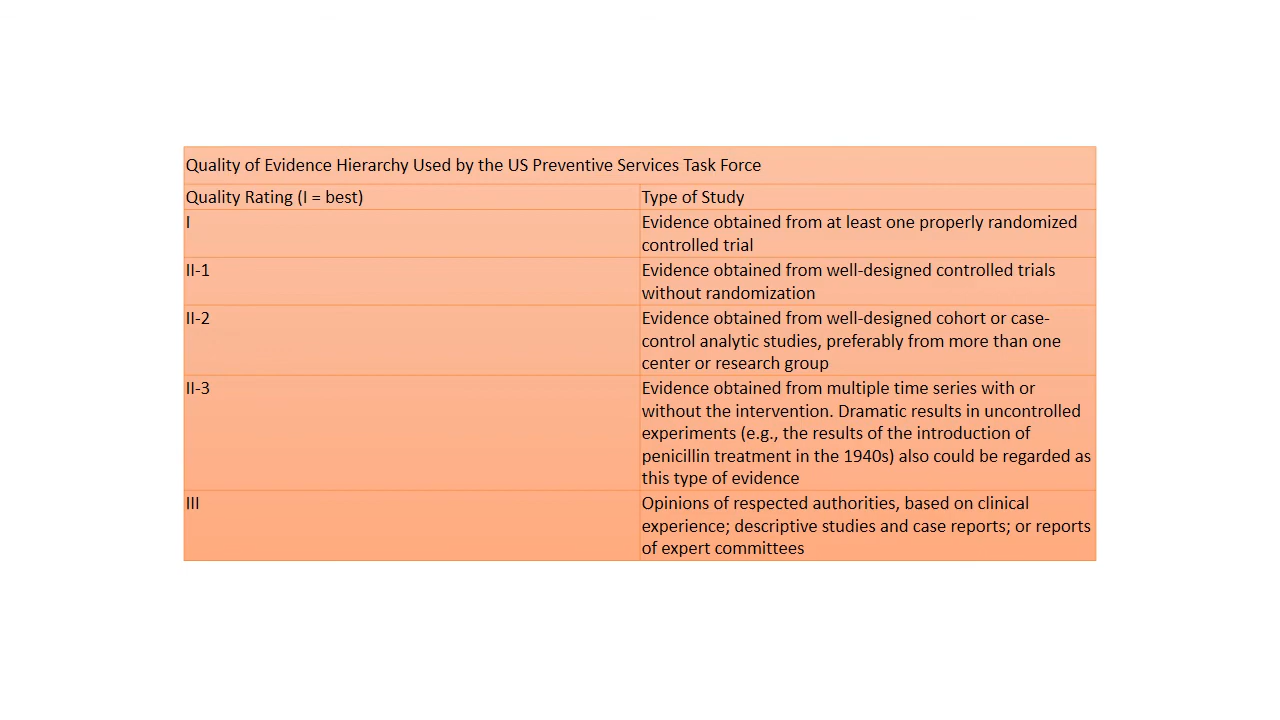 Quality of Evidence Hierarchy Used by the US Preventive Services Task Force
Quality Rating (I = best)
Type of Study
I
Evidence obtained from at least one properly randomized
controlled trial
II-1
Evidence obtained from well-designed controlled trials
without randomization
II-2
Evidence obtained from well-designed cohort or case-
control analytic studies, preferably from more than one
center or research group
II-3
Evidence obtained from multiple time series with or
without the intervention. Dramatic results in uncontrolled
experiments (e.g., the results of the introduction of
penicillin treatment in the 1940s) also could be regarded as
this type of evidence
III
Opinions of respected authorities, based on clinical
experience; descriptive studies and case reports; or reports
of expert committees